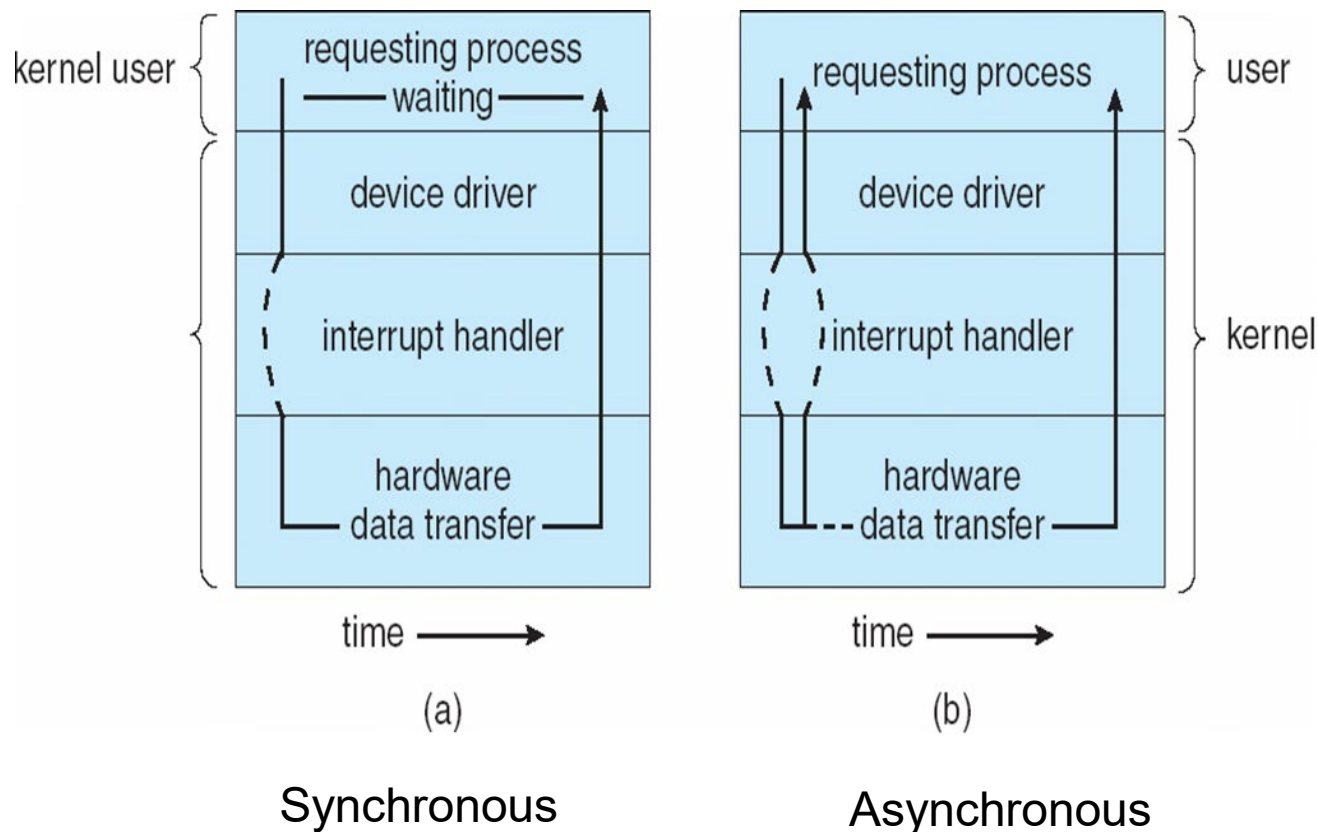 kernel user
requesting process
waiting
device driver
interrupt handler
hardware
data transfer
time
(a)
Synchronous
requesting process
device driver
interrupt handler
hardware
data transfer
user
kernel
time
(b)
Asynchronous